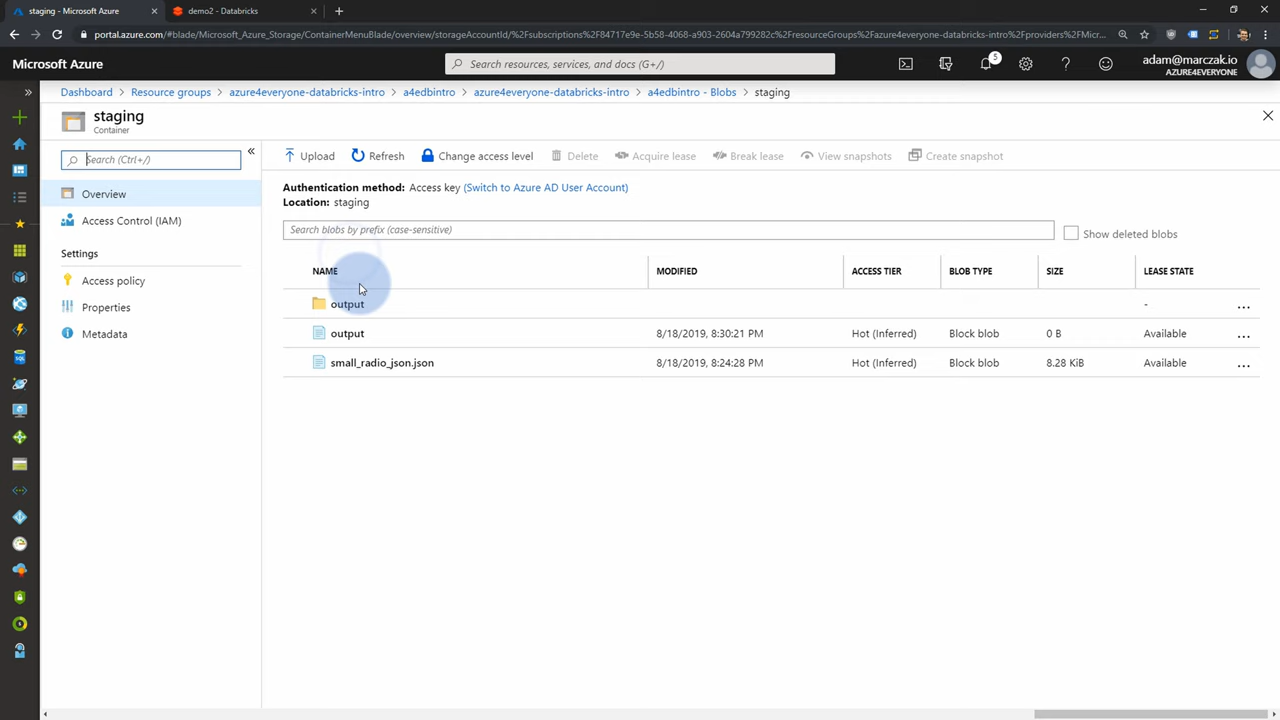 staging - Microsoft Azure
demo2 - Databricks
portal.azure.com/#blade/Microsoft_Azure_Storage/ContainerMenuBlade/overview/storageAccountId/%2Fsubscriptions%2F84717e9e-5b58-4068-a903-2604a799282c%2FresourceGroups%2Fazure4everyone-databricks-intro%2Fproviders%2FMicr...
Microsoft Azure
Search resources, services, and docs (G+/)
5
adam@marczak.io
AZURE4EVERYONE
Dashboard > Resource groups > azure4everyone-databricks-intro > a4edbintro > azure4everyone-databricks-intro > a4edbintro - Blobs > staging
staging
Container
Search (Ctrl+/)
Overview
Access Control (IAM)
Settings
Access policy
Properties
Metadata
Upload Refresh Change access level Delete Acquire lease Break lease View snapshots Create snapshot
Authentication method: Access key (Switch to Azure AD User Account)
Location: staging
Search blobs by prefix (case-sensitive)
Show deleted blobs
NAME MODIFIED ACCESS TIER BLOB TYPE SIZE LEASE STATE
output - ...
output 8/18/2019, 8:30:21 PM Hot (Inferred) Block blob 0 B Available ...
small_radio_json.json 8/18/2019, 8:24:28 PM Hot (Inferred) Block blob 8.28 KiB Available ...